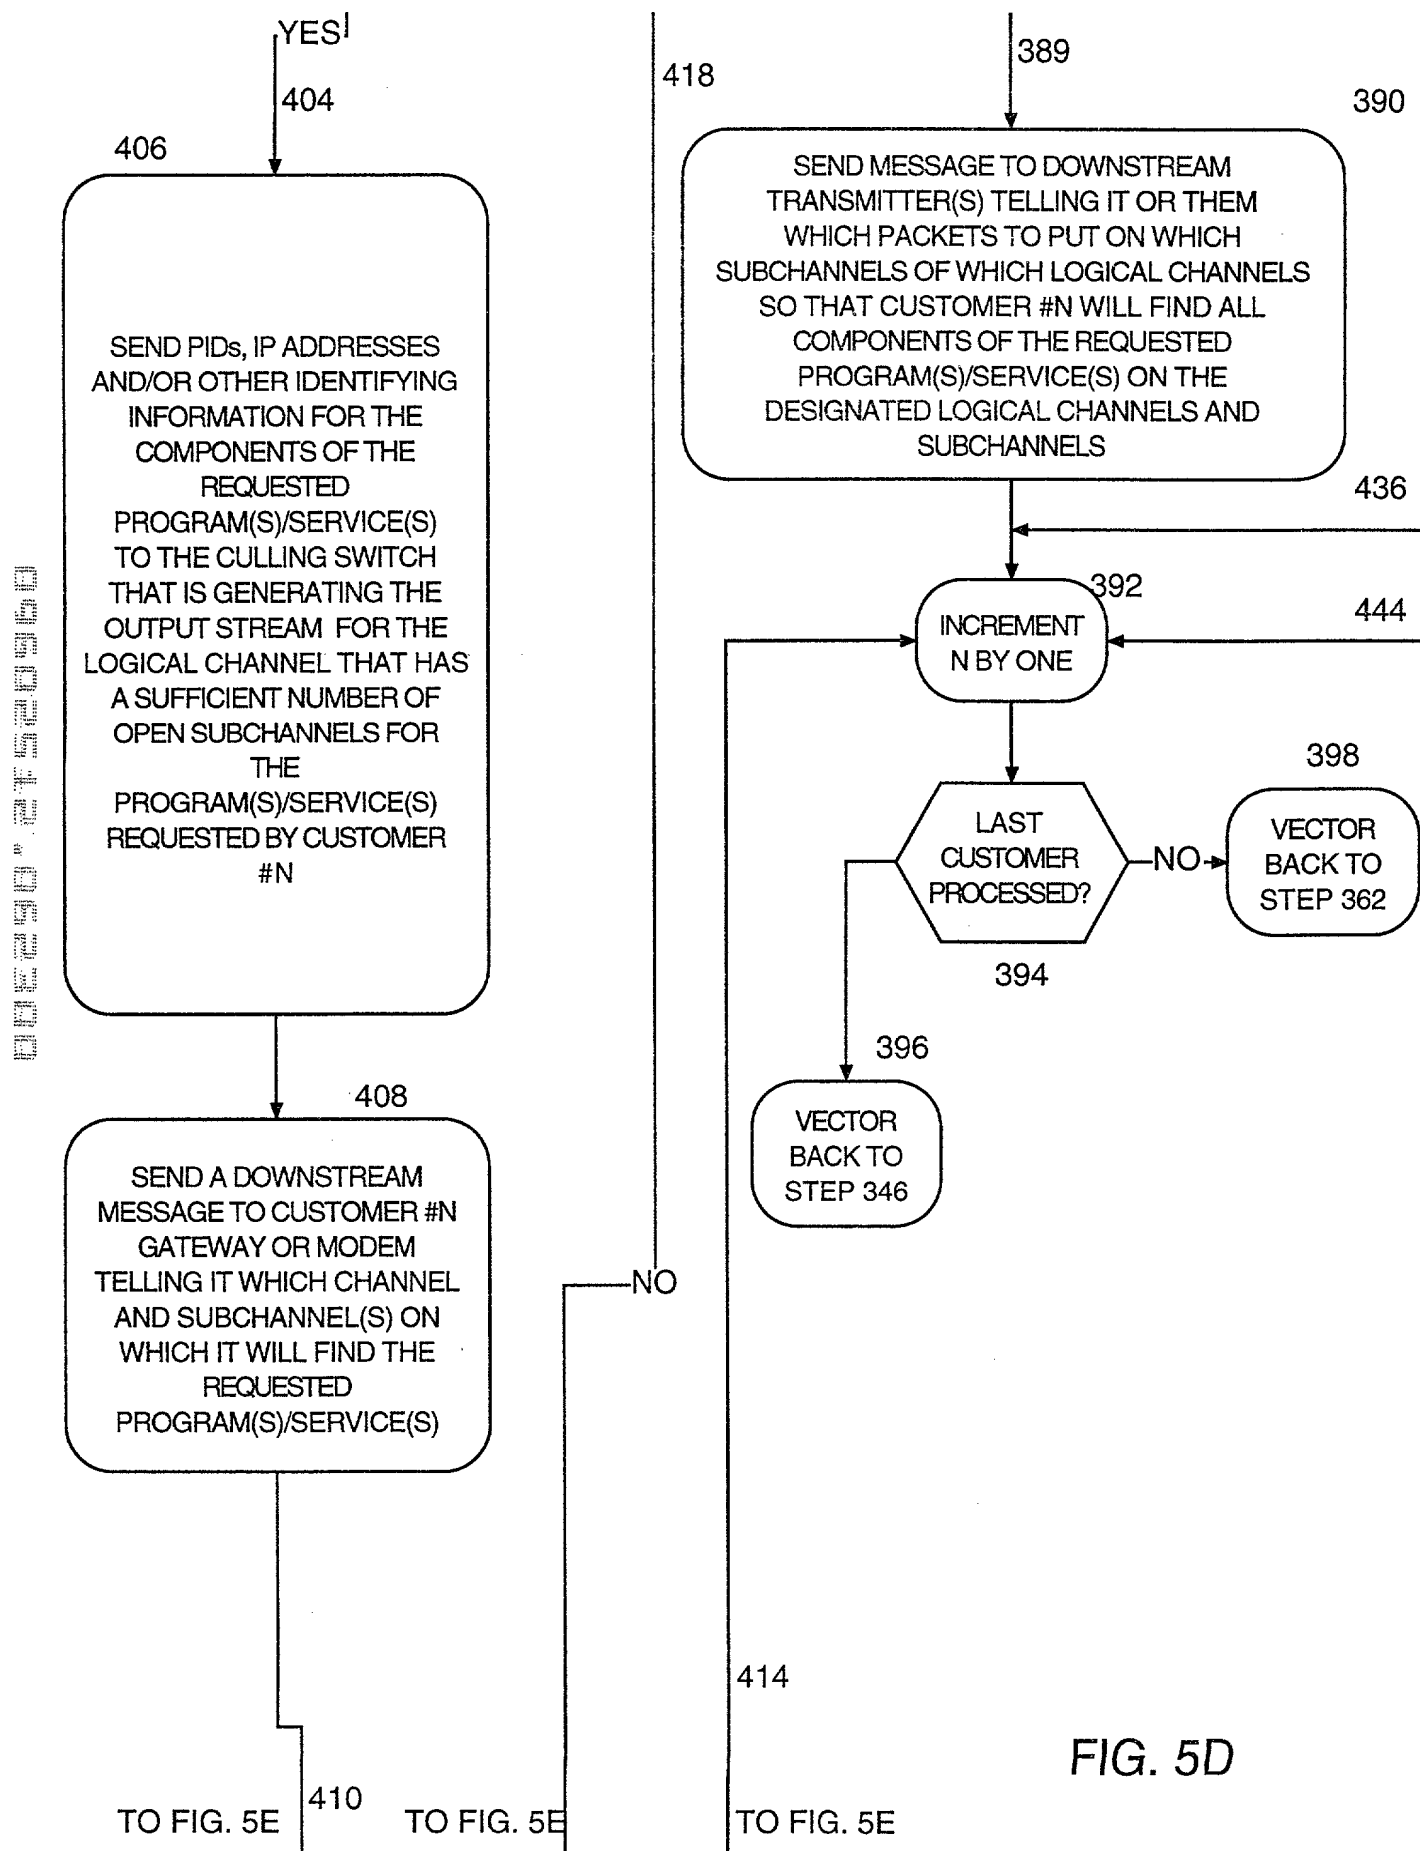 YES
404
406
SEND PIDs, IP ADDRESSES
AND/OR OTHER IDENTIFYING
INFORMATION FOR THE
COMPONENTS OF THE
REQUESTED
PROGRAM(S)/SERVICE(S)
TO THE CULLING SWITCH
THAT IS GENERATING THE
OUTPUT STREAM FOR THE
LOGICAL CHANNEL THAT HAS
A SUFFICIENT NUMBER OF
OPEN SUBCHANNELS FOR
THE
PROGRAM(S)/SERVICE(S)
REQUESTED BY CUSTOMER
#N
408
SEND A DOWNSTREAM
MESSAGE TO CUSTOMER #N
GATEWAY OR MODEM
TELLING IT WHICH CHANNEL
AND SUBCHANNEL(S) ON
WHICH IT WILL FIND THE
REQUESTED
PROGRAM(S)/SERVICE(S)
410
TO FIG. 5E
418
NO
TO FIG. 5E
389
390
SEND MESSAGE TO DOWNSTREAM
TRANSMITTER(S) TELLING IT OR THEM
WHICH PACKETS TO PUT ON WHICH
SUBCHANNELS OF WHICH LOGICAL CHANNELS
SO THAT CUSTOMER #N WILL FIND ALL
COMPONENTS OF THE REQUESTED
PROGRAM(S)/SERVICE(S) ON THE
DESIGNATED LOGICAL CHANNELS AND
SUBCHANNELS
436
392
INCREMENT
N BY ONE
444
LAST
CUSTOMER
PROCESSED?
394
NO
398
VECTOR
BACK TO
STEP 362
396
VECTOR
BACK TO
STEP 346
414
TO FIG. 5E
FIG. 5D